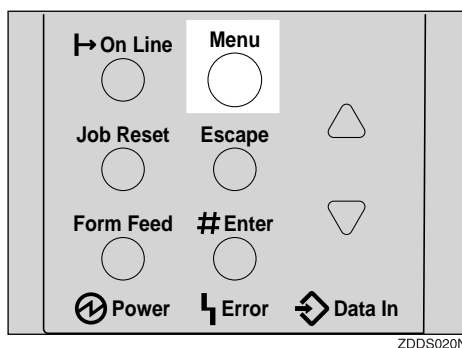 On Line Menu
Job Reset Escape
Form Feed # Enter
Power Error Data In
ZDDS020N